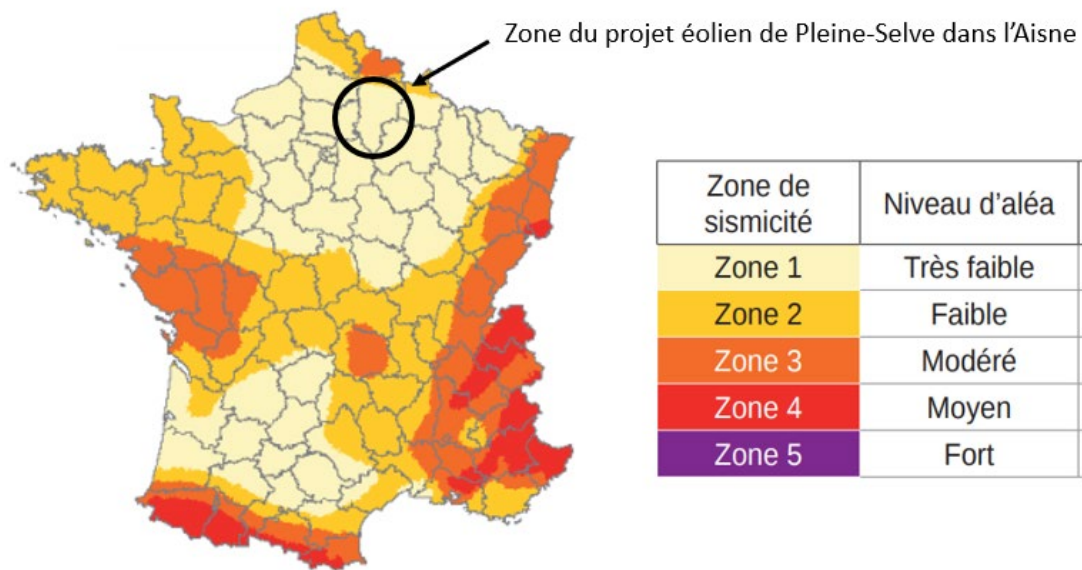 Zone du projet éolien de Pleine-Selve dans l’Aisne
Zone de
sismicité
Niveau d’aléa
Zone 1
Très faible
Zone 2
Faible
Zone 3
Modéré
Zone 4
Moyen
Zone 5
Fort